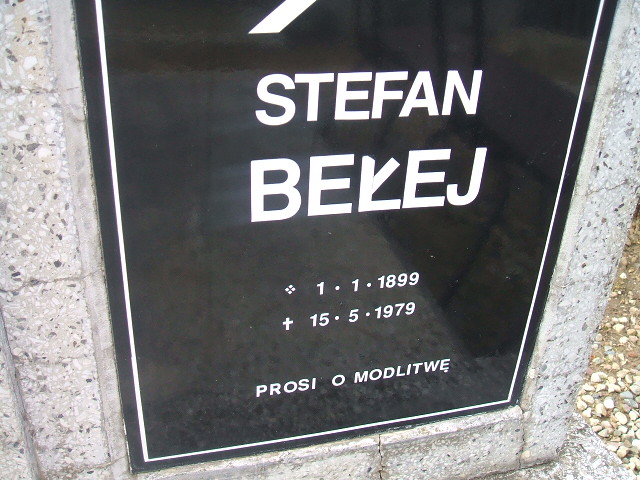 STEFAN
BEŁEJ
1·1·1899
✝ 15·5·1979
PROSI O MODLITWĘ